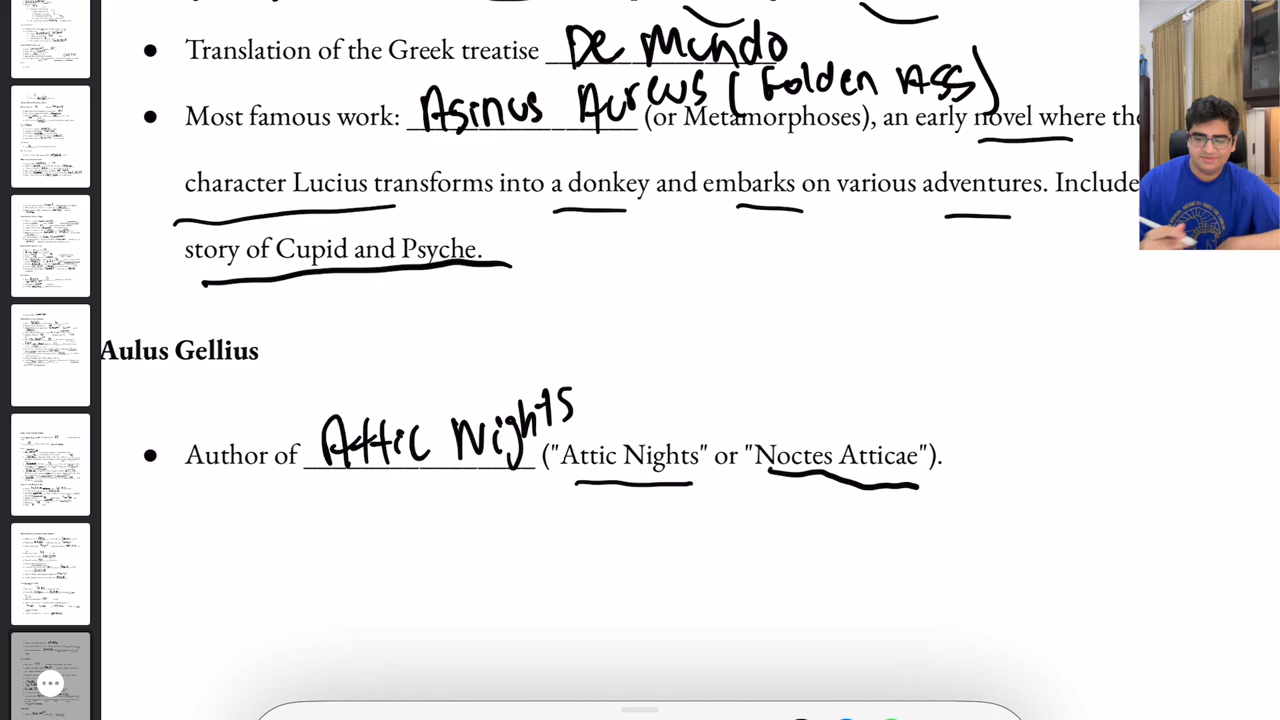 • Translation of the Greek treatise De Mundo
• Most famous work: Asinus Aureus (Golden Ass) (or Metamorphoses), an early novel where the
character Lucius transforms into a donkey and embarks on various adventures. Include
story of Cupid and Psyche.
Aulus Gellius
• Author of Attic Nights ("Attic Nights" or "Noctes Atticae").